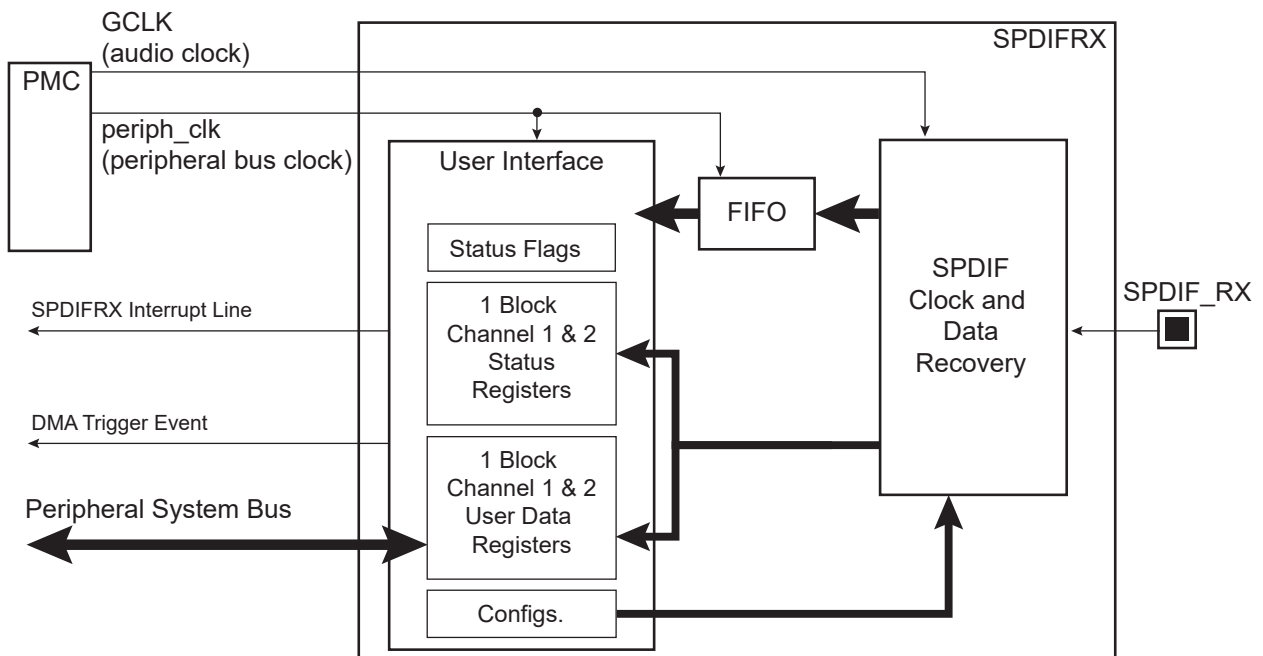 GCLK
(audio clock)
SPDIFRX
PMC
periph_clk
(peripheral bus clock)
User Interface
FIFO
Status Flags
SPDIF
Clock and
Data
Recovery
SPDIF_RX
SPDIFRX Interrupt Line
1 Block
Channel 1 & 2
Status
Registers
DMA Trigger Event
1 Block
Channel 1 & 2
User Data
Registers
Peripheral System Bus
Configs.